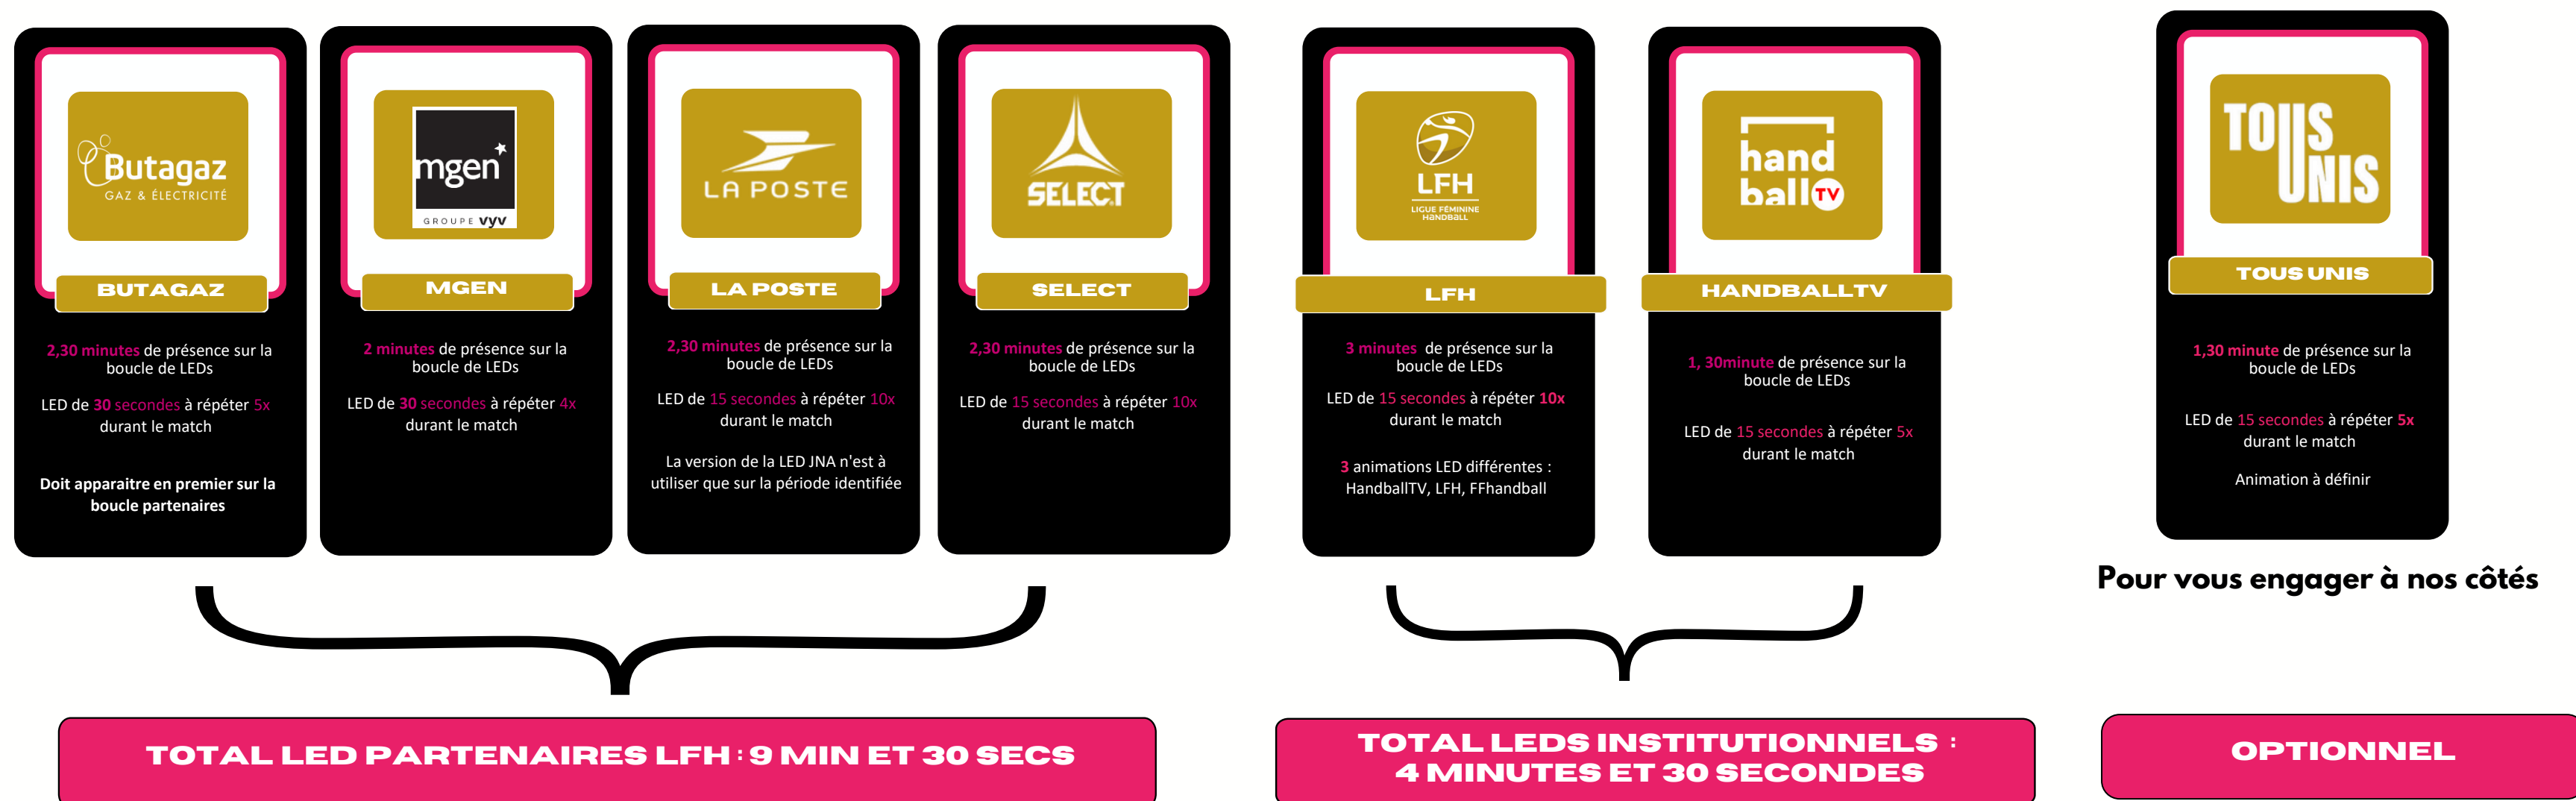 Butagaz
GAZ & ÉLECTRICITÉ
BUTAGAZ
2,30 minutes de présence sur la
boucle de LEDs
LED de 30 secondes à répéter 5x
durant le match
Doit apparaitre en premier sur la
boucle partenaires
mgen
GROUPE vyv
MGEN
2 minutes de présence sur la
boucle de LEDs
LED de 30 secondes à répéter 4x
durant le match
LA POSTE
LA POSTE
2,30 minutes de présence sur la
boucle de LEDs
LED de 15 secondes à répéter 10x
durant le match
La version de la LED JNA n'est à
utiliser que sur la période identifiée
SELECT
SELECT
2,30 minutes de présence sur la
boucle de LEDs
LED de 15 secondes à répéter 10x
durant le match
TOTAL LED PARTENAIRES LFH : 9 MIN ET 30 SECS
LFH
LIGUE FÉMININE
HANDBALL
LFH
3 minutes de présence sur la
boucle de LEDs
LED de 15 secondes à répéter 10x
durant le match
3 animations LED différentes :
HandballTV, LFH, FFhandball
hand
ball TV
HANDBALLTV
1, 30minute de présence sur la
boucle de LEDs
LED de 15 secondes à répéter 5x
durant le match
TOTAL LEDS INSTITUTIONNELS :
4 MINUTES ET 30 SECONDES
TOUS
UNIS
TOUS UNIS
1,30 minute de présence sur la
boucle de LEDs
LED de 15 secondes à répéter 5x
durant le match
Animation à définir
Pour vous engager à nos côtés
OPTIONNEL